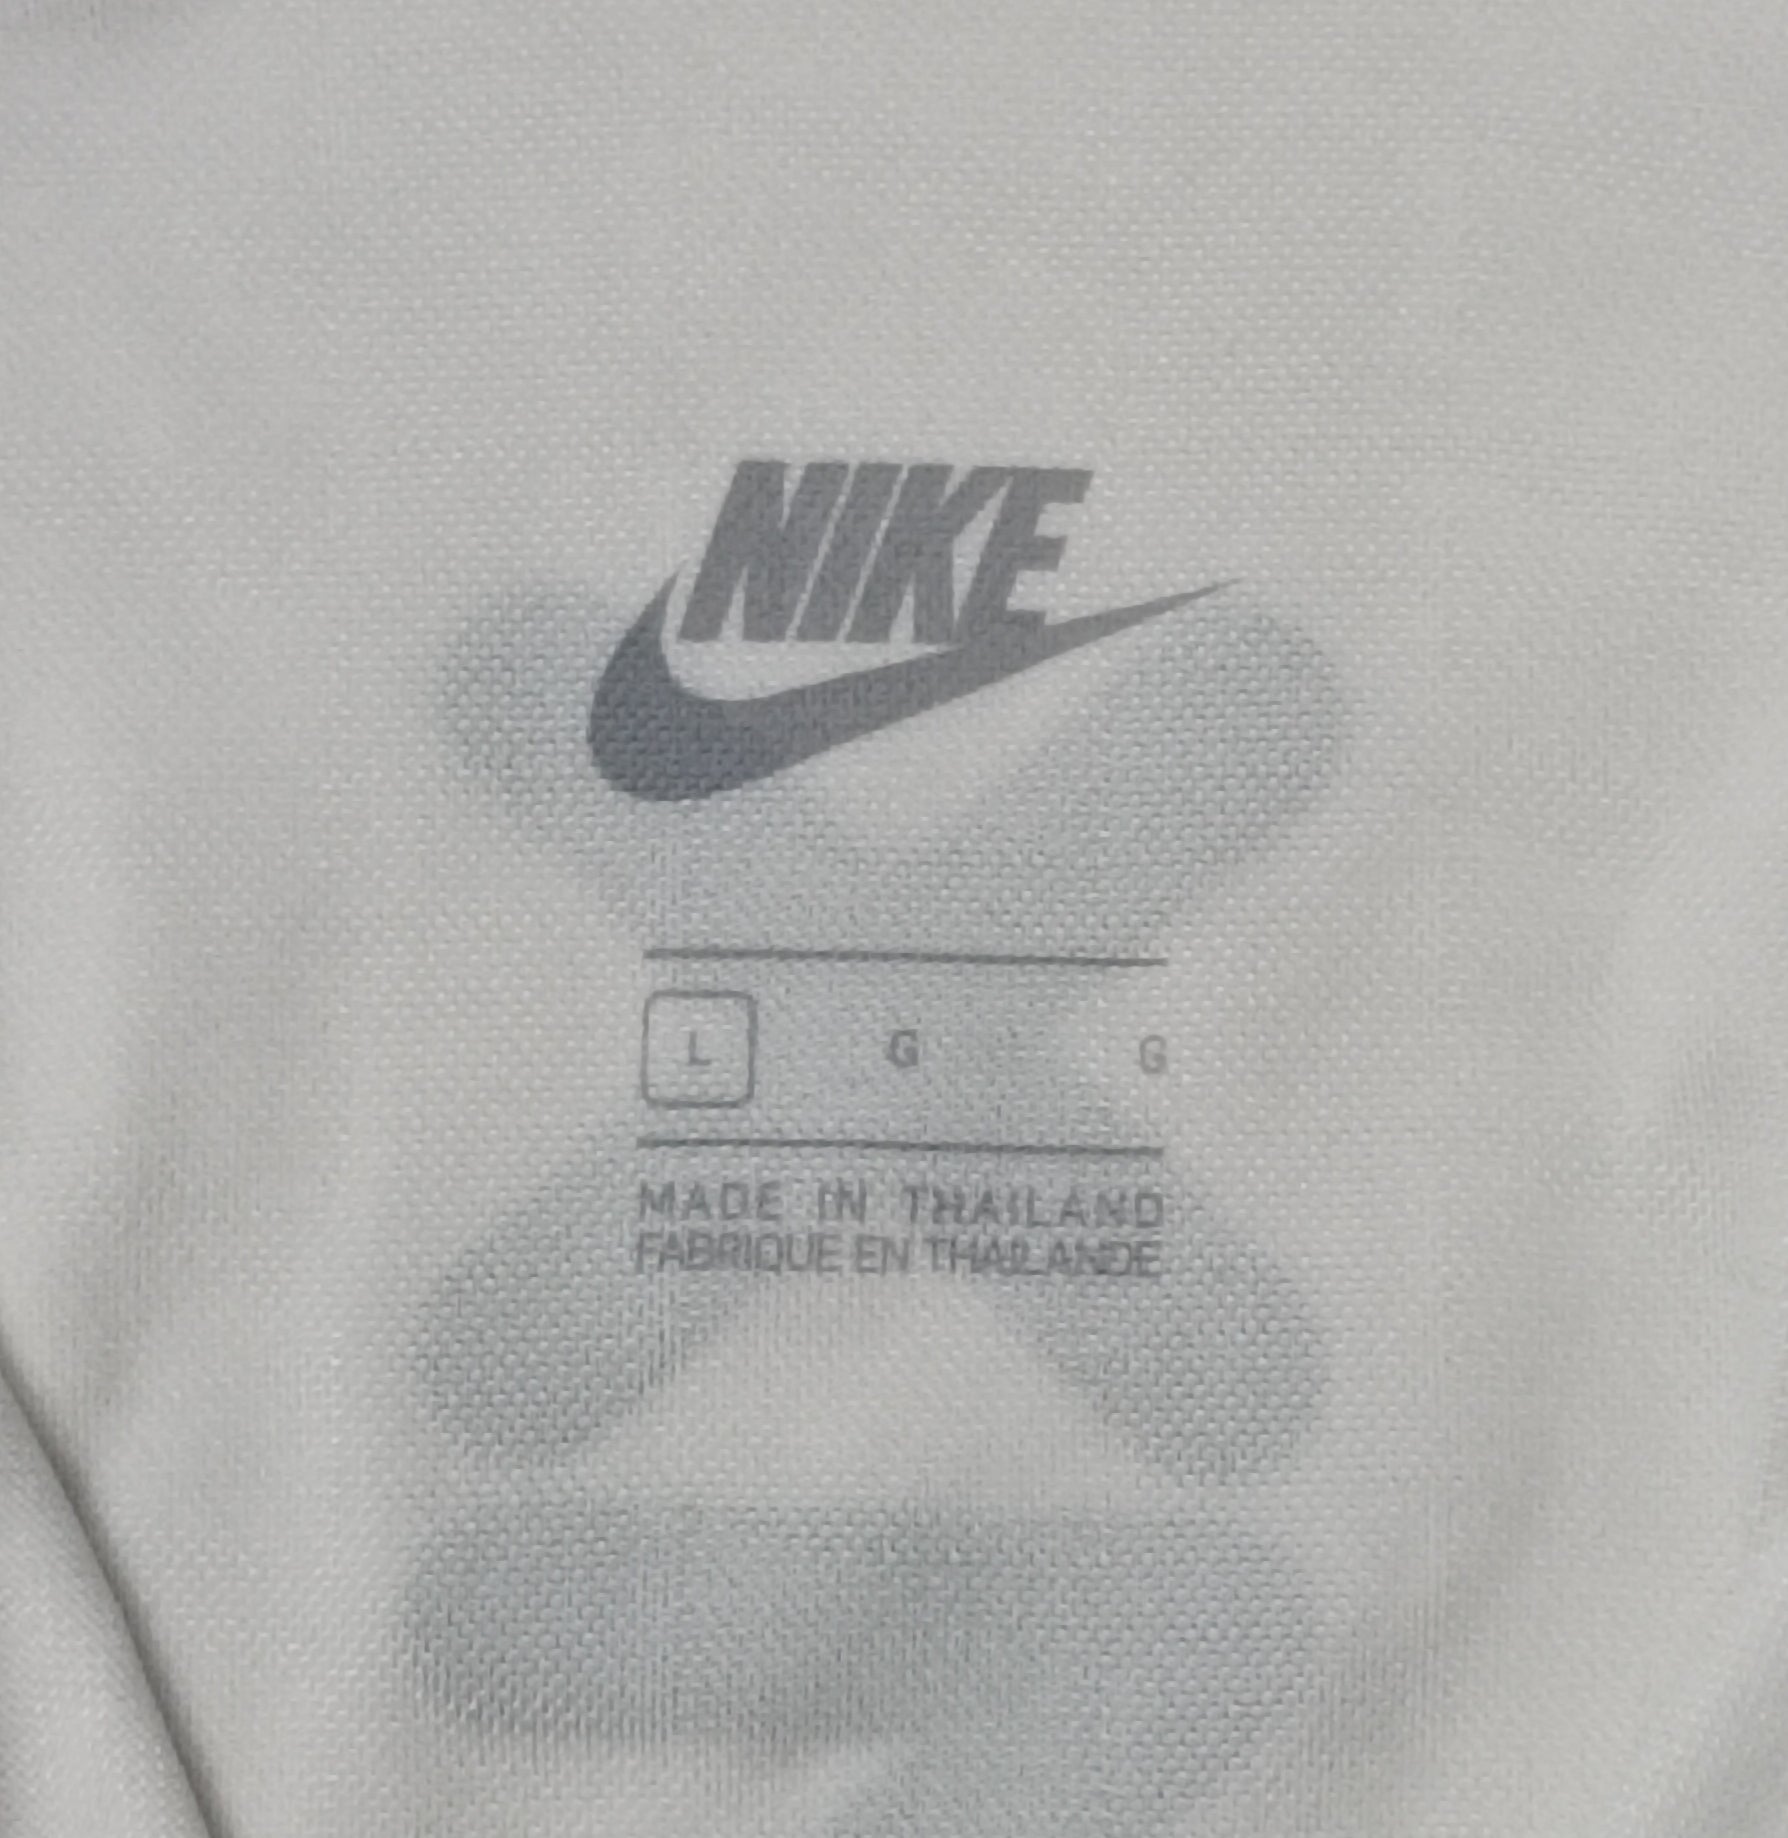 NIKE
L G G
MADE IN THAILAND
FABRIQUE EN THAILANDE